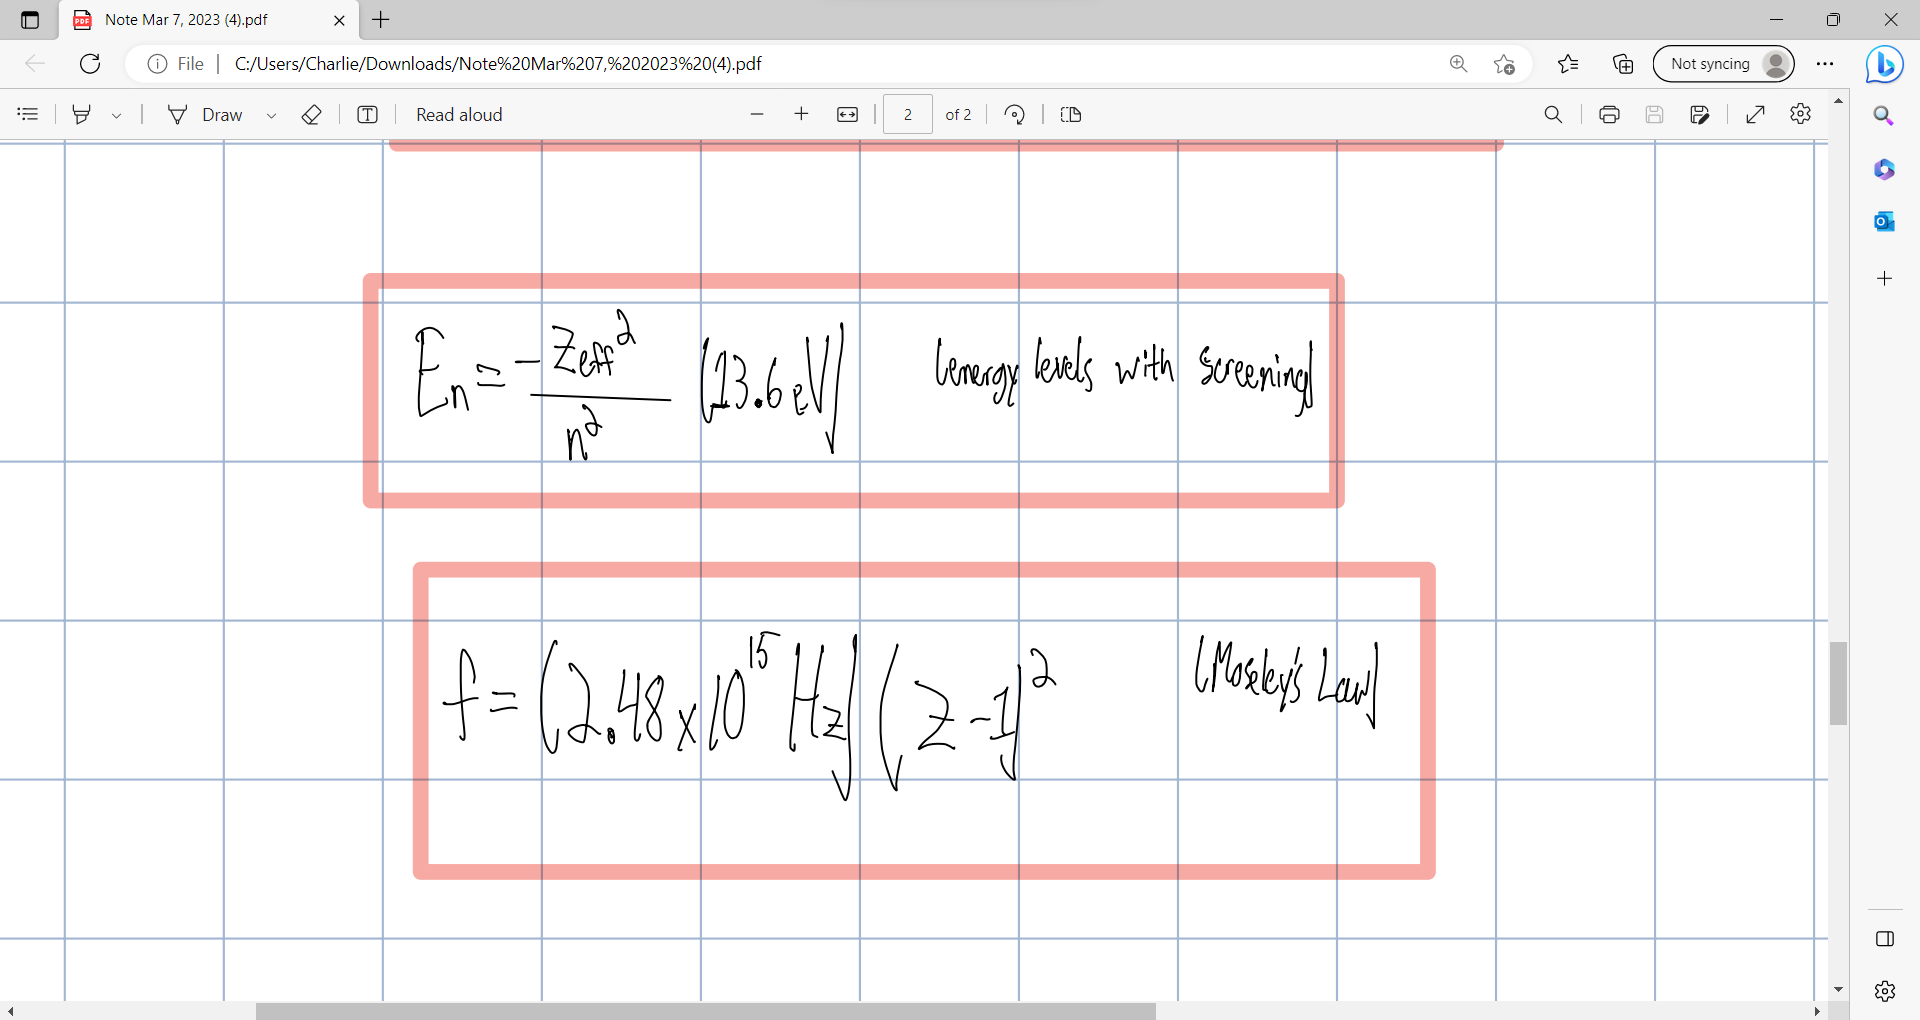 Note Mar 7, 2023 (4).pdf
File | C:/Users/Charlie/Downloads/Note%20Mar%207,%202023%20(4).pdf
Not syncing
Draw
Read aloud
2 of 2
Eₙ = -Zeff²/n² (13.6 eV) (energy levels with screening)
f = (2.48 x 10¹⁵ Hz) (Z - 1)² (Moseley's Law)